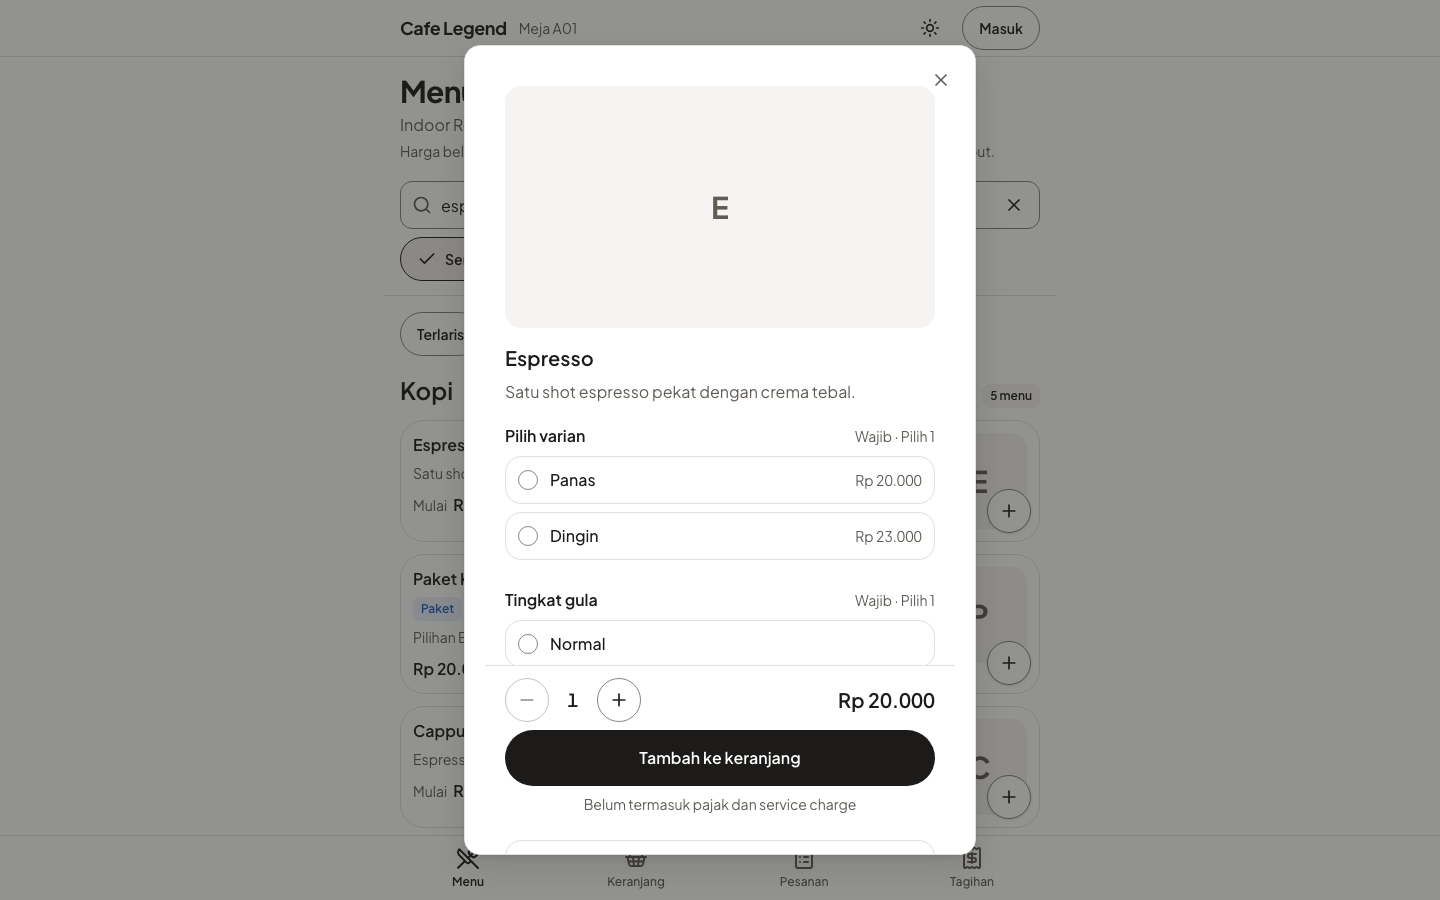 Cafe Legend Meja A01
Masuk
Menu
Indoor R
Harga bel
out.
esp
Ser
Terlaris
Kopi
5 menu
Espres
Satu sho
Mulai R
E
Paket K
Paket
Pilihan E
Rp 20.0
P
Cappu
Espress
Mulai R
C
E
Espresso
Satu shot espresso pekat dengan crema tebal.
Pilih varian Wajib · Pilih 1
Panas Rp 20.000
Dingin Rp 23.000
Tingkat gula Wajib · Pilih 1
Normal
1 Rp 20.000
Tambah ke keranjang
Belum termasuk pajak dan service charge
Menu Keranjang Pesanan Tagihan